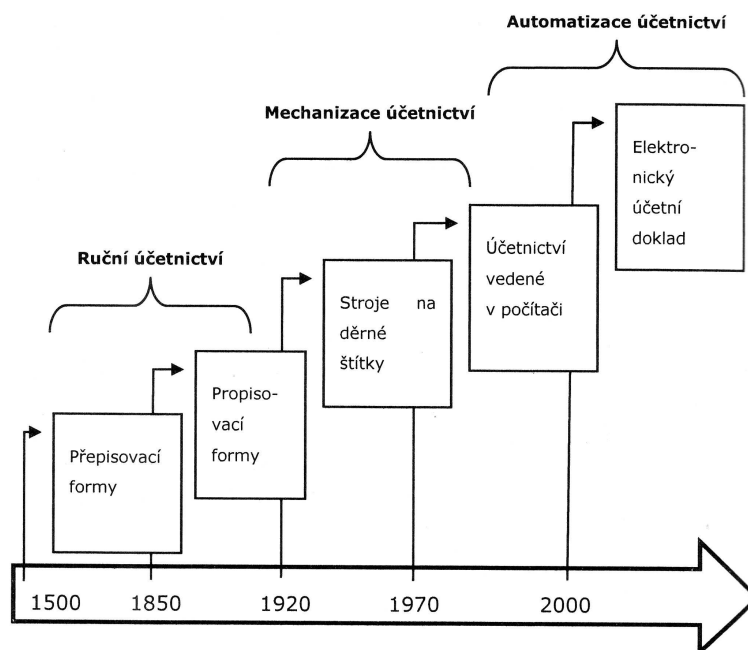 Automatizace účetnictví
Mechanizace účetnictví
Elektro-
nický
účetní
doklad
Účetnictví
vedené
v počítači
Ruční účetnictví
Stroje na
děrné
štítky
Propiso-
vací
formy
Přepisovací
formy
1500 1850 1920 1970 2000